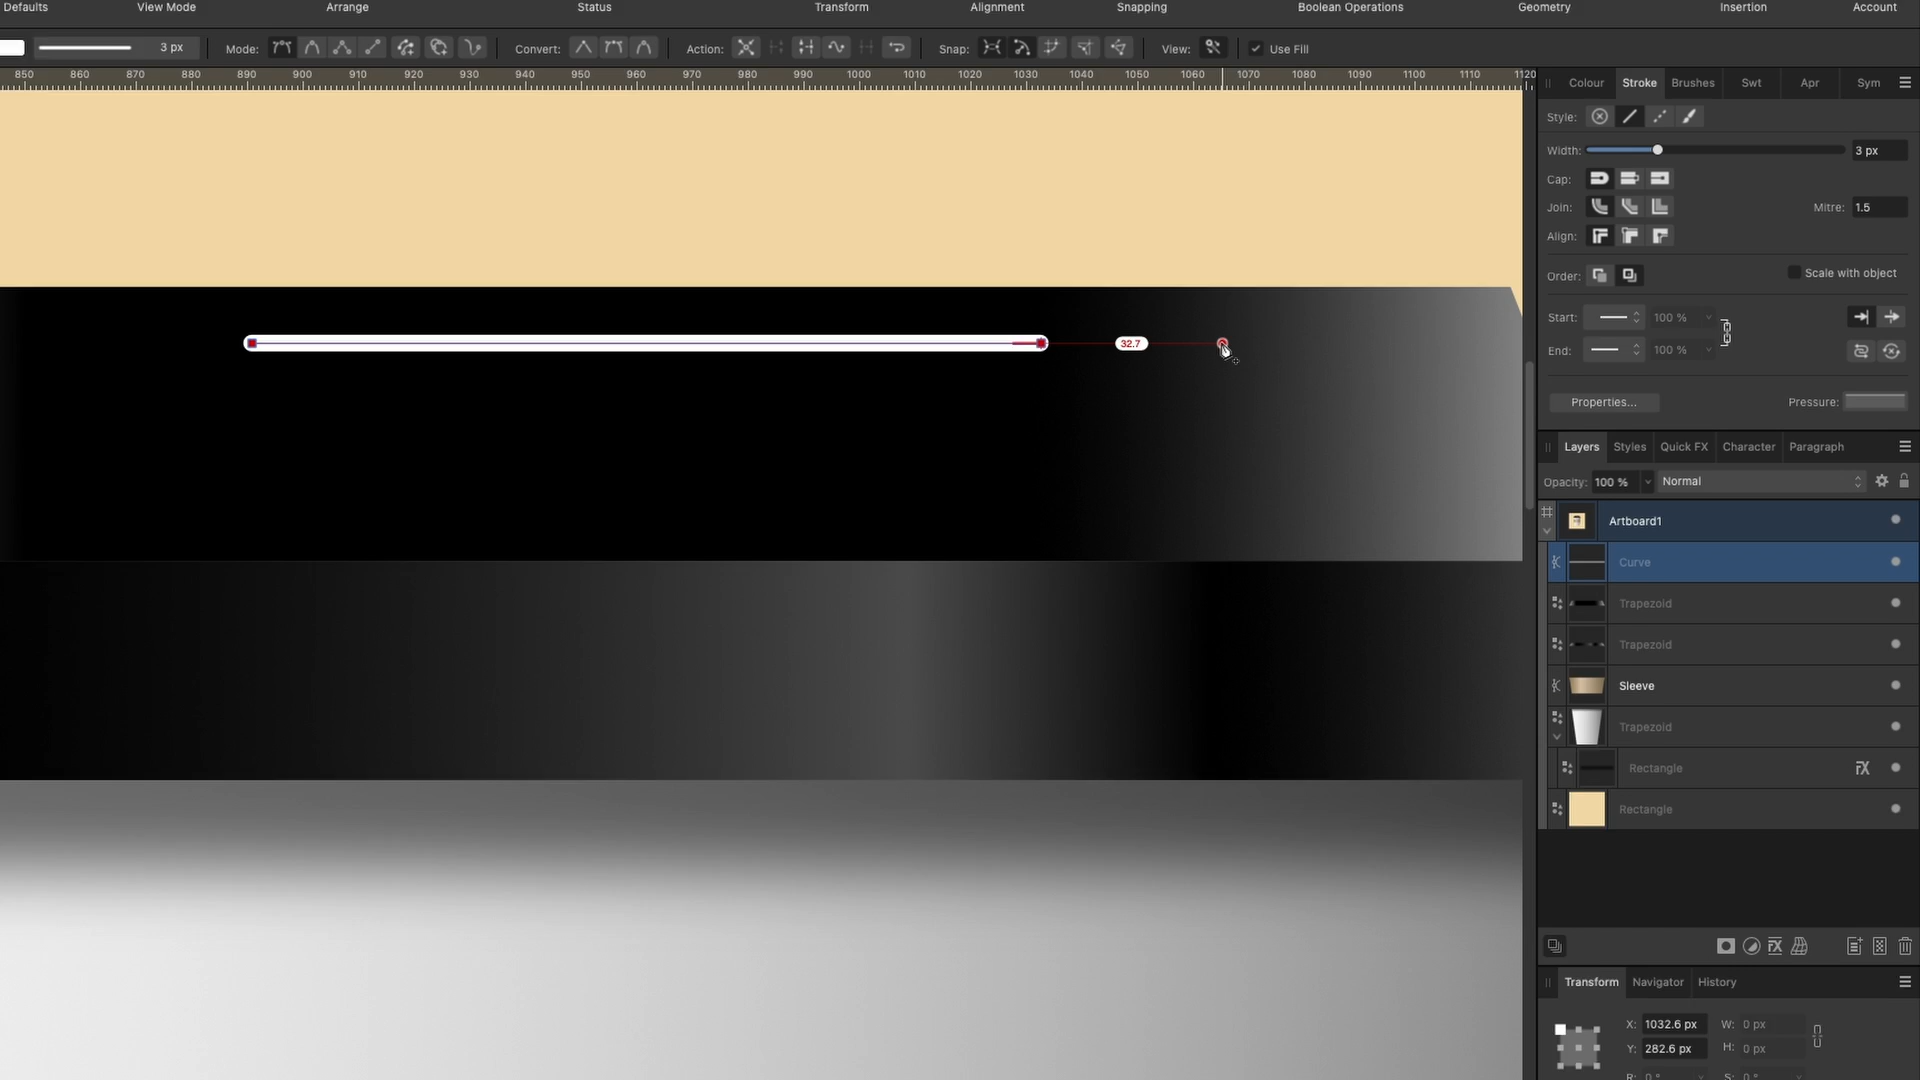 Defaults View Mode Arrange Status Transform Alignment Snapping Boolean Operations Geometry Insertion Account
3 px Mode: Convert: Action: Snap: View: Use Fill
850 860 870 880 890 900 910 920 930 940 950 960 970 980 990 1000 1010 1020 1030 1040 1050 1060 1070 1080 1090 1100 1110 1120
Colour Stroke Brushes Swt Apr Sym
Style:
Width: 3 px
Cap:
Join: Mitre: 1.5
Align:
Order: Scale with object
Start: 100 %
32.7
End: 100 %
Properties... Pressure:
Layers Styles Quick FX Character Paragraph
Opacity: 100 % Normal
Artboard1
Curve
Trapezoid
Trapezoid
Sleeve
Trapezoid
Rectangle FX
Rectangle
Transform Navigator History
X: 1032.6 px W: 0 px
Y: 282.6 px H: 0 px
R: 0 ° S: 0 °